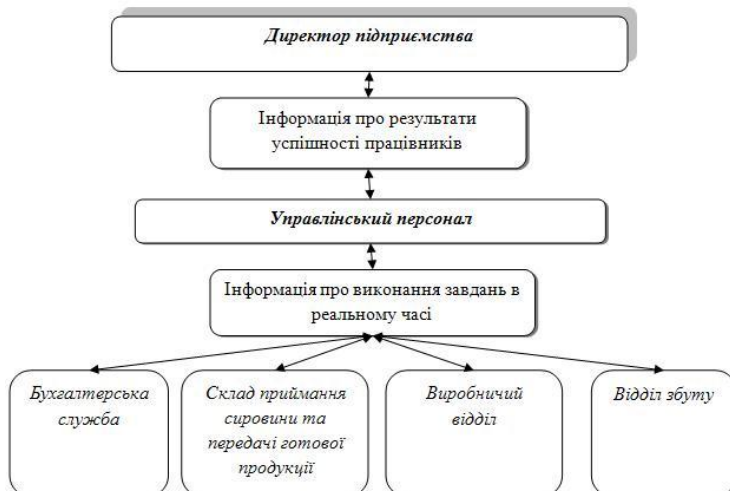 Директор підприємства
Інформація про результати
успішності працівників
Управлінський персонал
Інформація про виконання завдань в
реальному часі
Бухгалтерська
служба
Склад приймання
сировини та
передачі готової
продукції
Виробничий
відділ
Відділ збуту